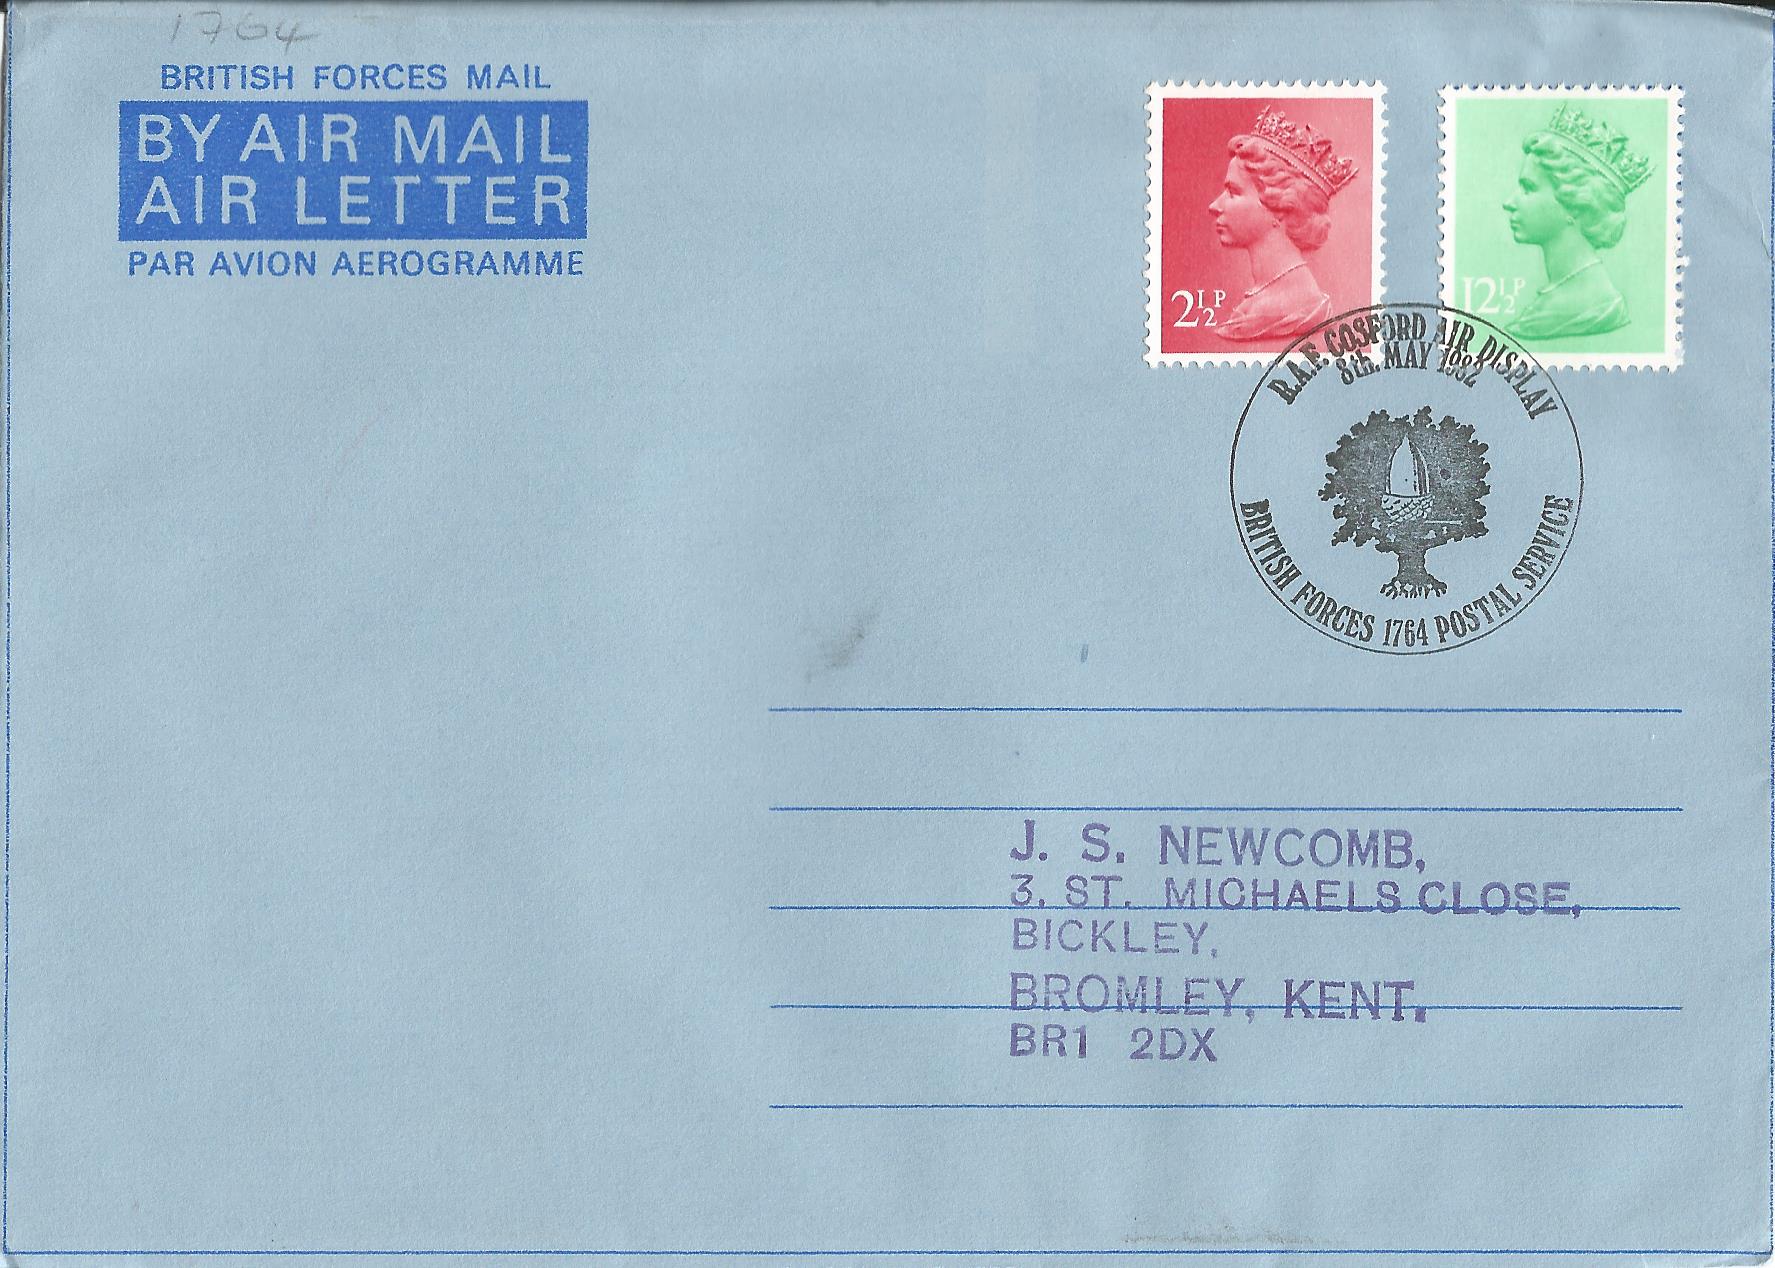 1764
BRITISH FORCES MAIL
BY AIR MAIL
AIR LETTER
PAR AVION AEROGRAMME
2½P
12½P
R.A.F. COSFORD AIR DISPLAY
8th MAY 1982
BRITISH FORCES 1764 POSTAL SERVICE
J. S. NEWCOMB,
3. ST. MICHAELS CLOSE,
BICKLEY,
BROMLEY, KENT.
BR1 2DX